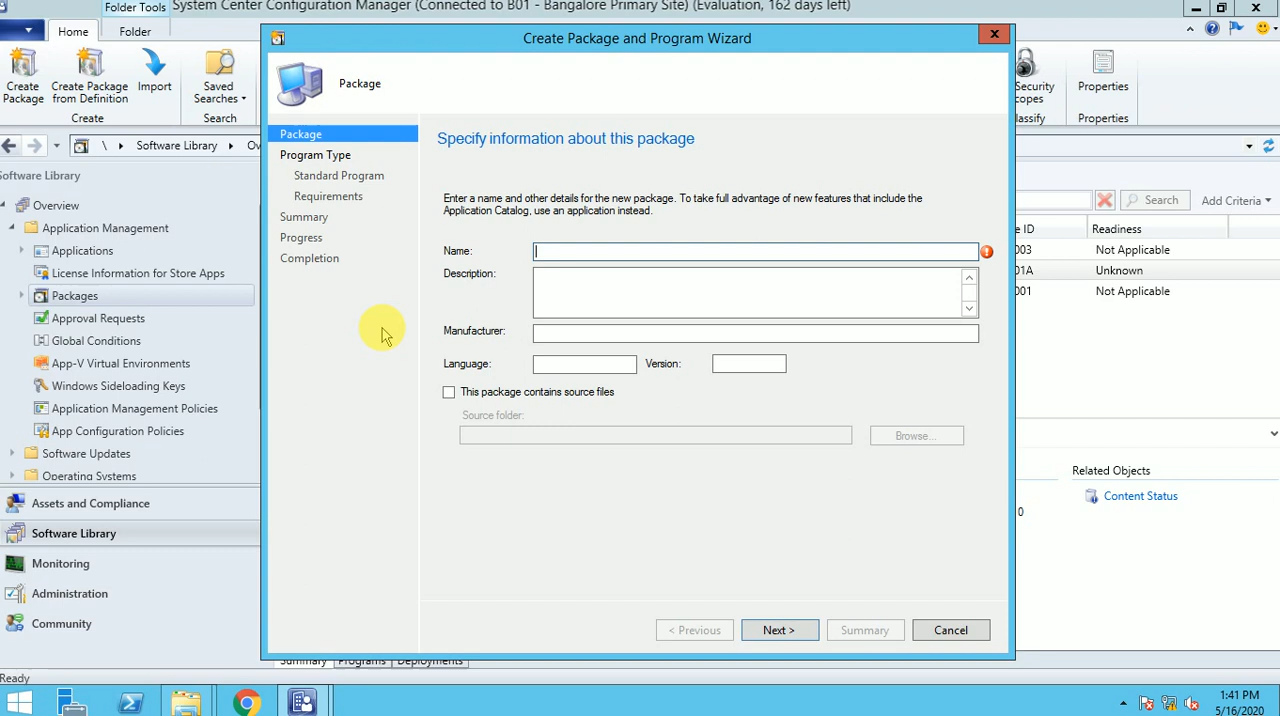 Folder Tools
System Center Configuration Manager (Connected to B01 - Bangalore Primary Site) (Evaluation, 162 days left)
Home
Folder
Create Package
Create Package from Definition
Import
Saved Searches
Properties
Create
Search
Properties
\ Software Library
Software Library
Overview
Application Management
Applications
License Information for Store Apps
Packages
Approval Requests
Global Conditions
App-V Virtual Environments
Windows Sideloading Keys
Application Management Policies
App Configuration Policies
Software Updates
Operating Systems
Assets and Compliance
Software Library
Monitoring
Administration
Community
Ready
Create Package and Program Wizard
Package
Package
Program Type
Standard Program
Requirements
Summary
Progress
Completion
Specify information about this package
Enter a name and other details for the new package. To take full advantage of new features that include the
Application Catalog, use an application instead.
Name:
Description:
Manufacturer:
Language:
Version:
This package contains source files
Source folder:
Browse...
< Previous
Next >
Summary
Cancel
Summary
Programs
Deployments
Search
Add Criteria
ID
Readiness
003
Not Applicable
01A
Unknown
001
Not Applicable
Related Objects
Content Status
0
1:41 PM
5/16/2020